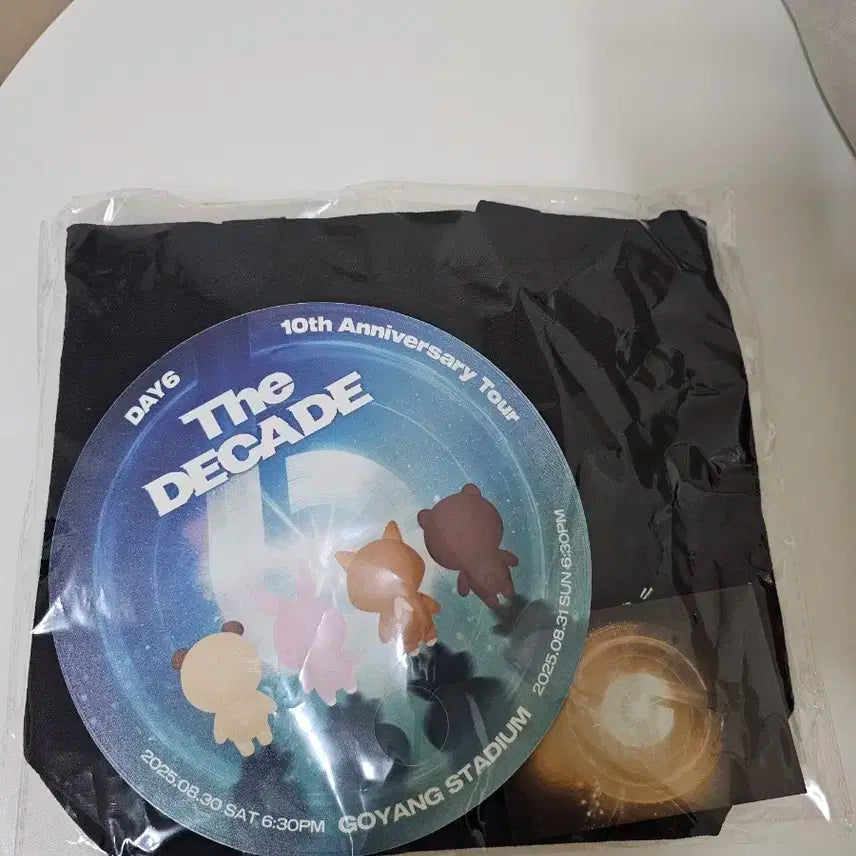 DAY6
10th Anniversary Tour
The
DECADE
2025.08.30 SAT 6:30PM
GOYANG STADIUM
2025.08.31 SUN 6:30PM